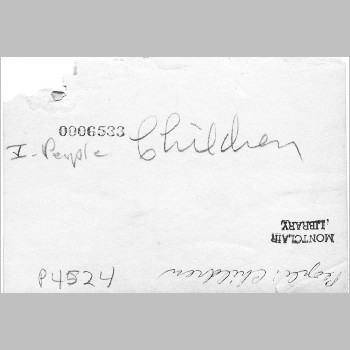 0006533
I-People Children
MONTCLAIR
LIBRARY.
P4524
People: Children